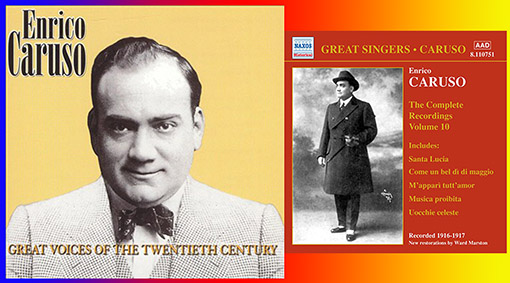 Enrico
Caruso
GREAT VOICES OF THE TWENTIETH CENTURY
NAXOS
Historical
GREAT SINGERS • CARUSO
AAD
8.110751
Enrico
CARUSO
The Complete
Recordings
Volume 10
Includes:
Santa Lucia
Come un bel dì di maggio
M'apparì tutt'amor
Musica proibita
Uocchie celeste
Recorded 1916-1917
New restorations by Ward Marston